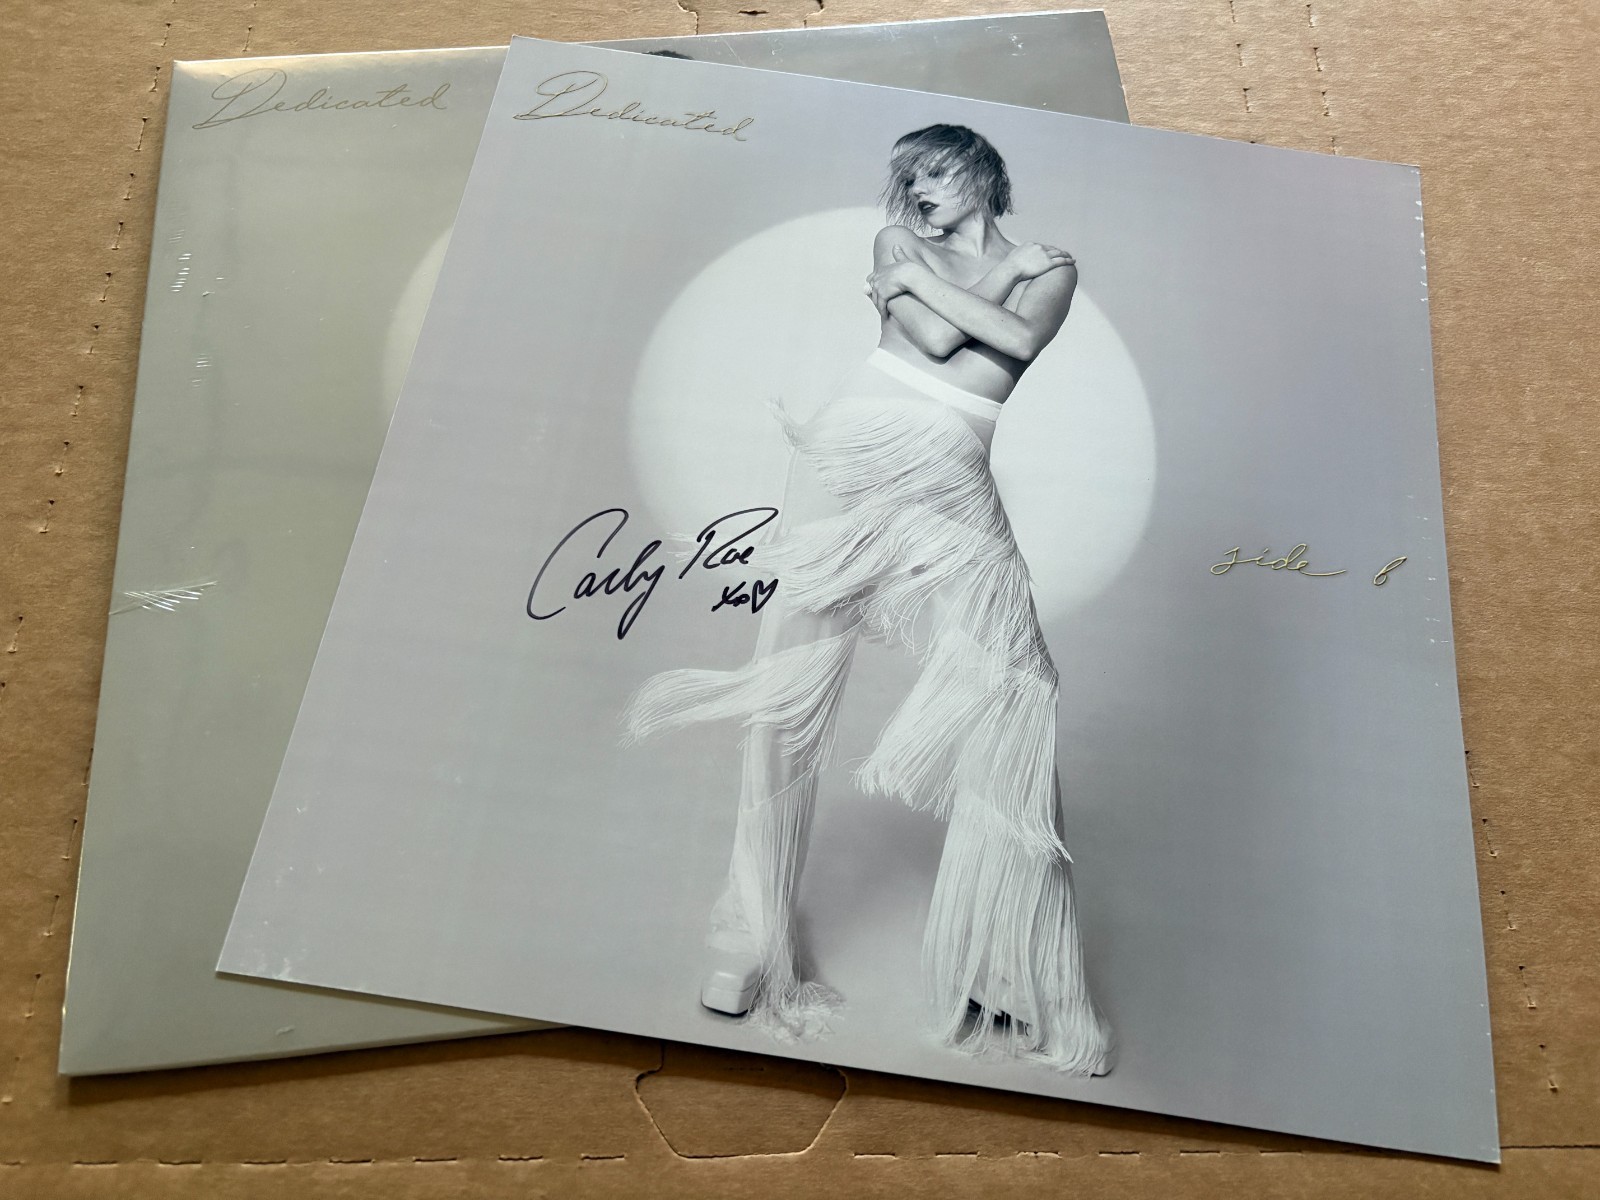 Dedicated
Dedicated
Carly Rae
xo♡
side b